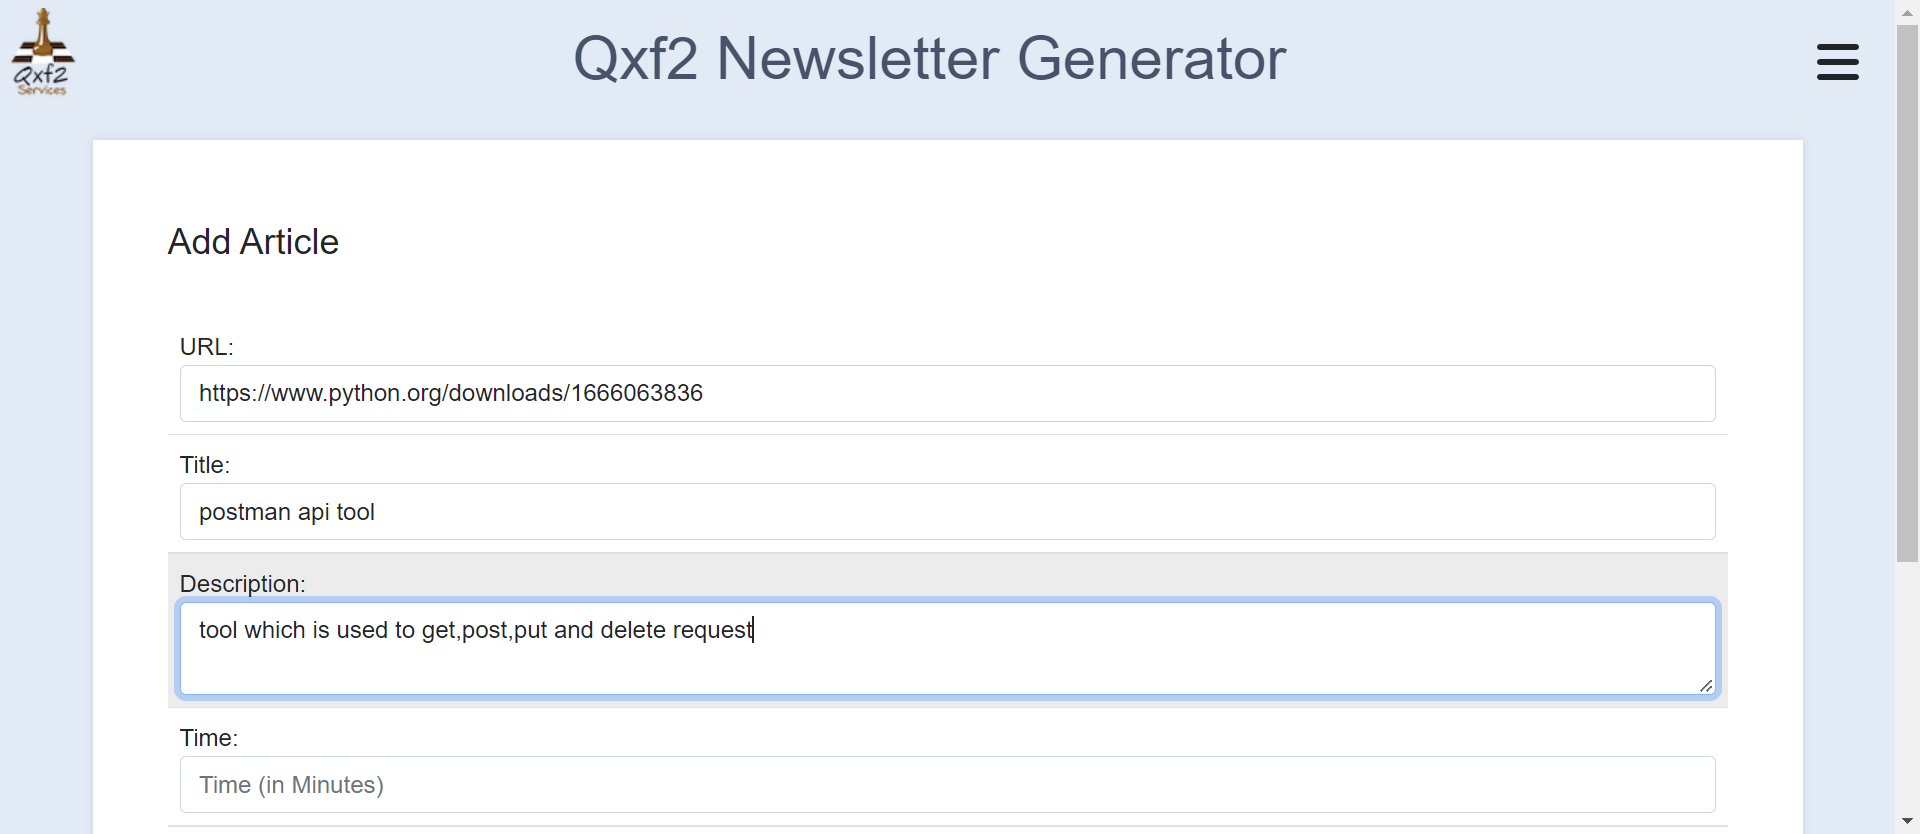 Qxf2
Services
Qxf2 Newsletter Generator
Add Article
URL:
https://www.python.org/downloads/1666063836
Title:
postman api tool
Description:
tool which is used to get,post,put and delete request
Time:
Time (in Minutes)